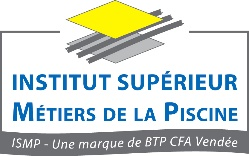 INSTITUT SUPÉRIEUR
MÉTIERS DE LA PISCINE
ISMP - Une marque de BTP CFA Vendée